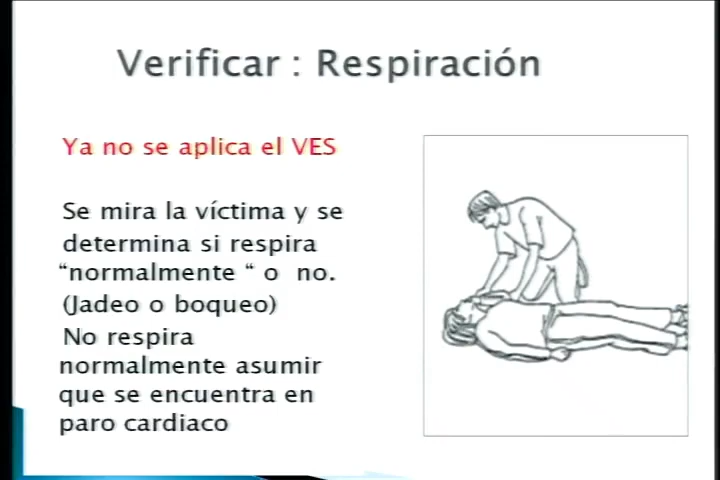 Verificar : Respiración
Ya no se aplica el VES
Se mira la víctima y se
determina si respira
“normalmente “ o  no.
(Jadeo o boqueo)
No respira
normalmente asumir
que se encuentra en
paro cardiaco